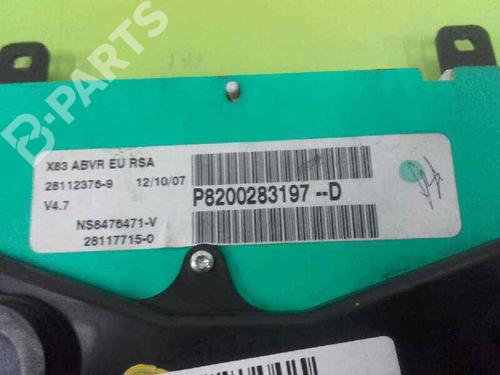 B-PARTS
X83 ABVR EU RSA
28112376-9 12/10/07
V4.7
P8200283197 --D
NS8476471-V
28117715-0